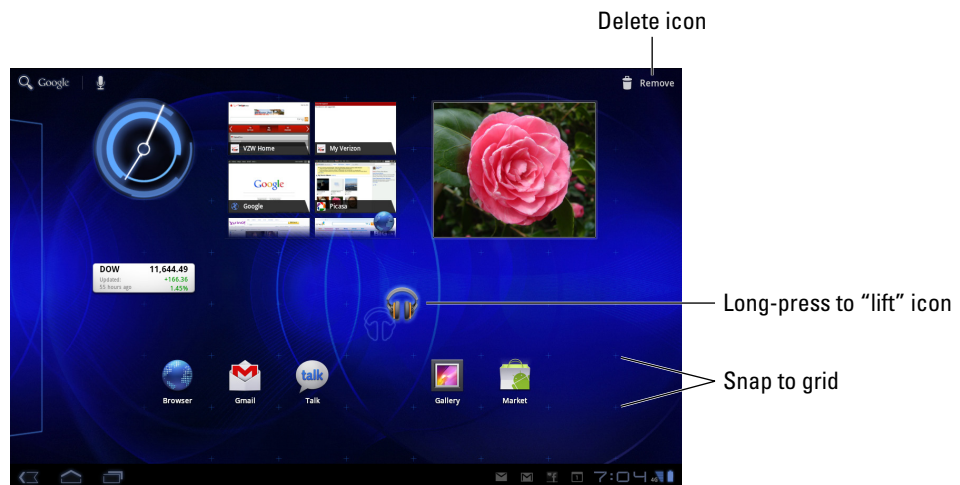 Delete icon
Google
Remove
VZW Home
My Verizon
Google
Google
Picasa
DOW 11,644.49
Updated: +166.36
55 hours ago 1.45%
Long-press to “lift” icon
Snap to grid
talk
Browser
Gmail
Talk
Gallery
Market
7:04
4G